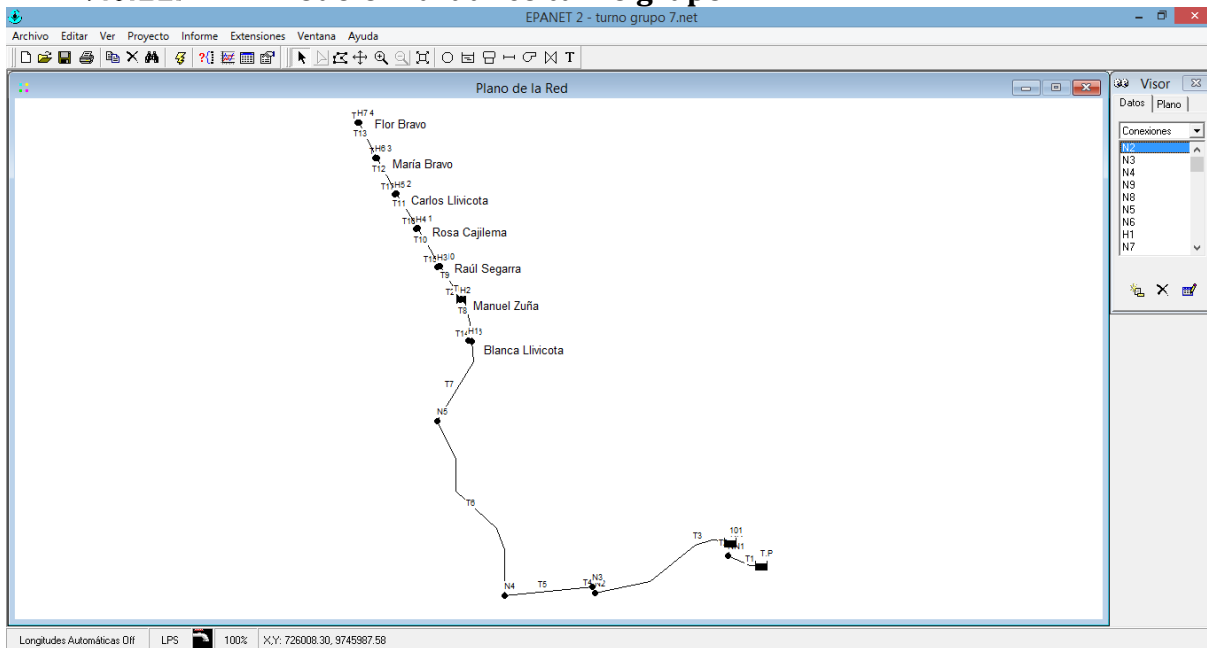 EPANET 2 - turno grupo 7.net
Archivo Editar Ver Proyecto Informe Extensiones Ventana Ayuda
T
Plano de la Red
Visor
Datos Plano
Conexiones
N2
N3
N4
N9
N8
N5
N6
H1
N7
Flor Bravo
T13
María Bravo
T12
Carlos Llivicota
T11
Rosa Cajilema
T10
Raúl Segarra
T9
H2
Manuel Zuña
T8
Blanca Llivicota
T7
N5
T6
101
T3
T1 T.P
N3
N4 T5 N2
Longitudes Automáticas Off LPS 100% X,Y: 726008.30, 9745987.58